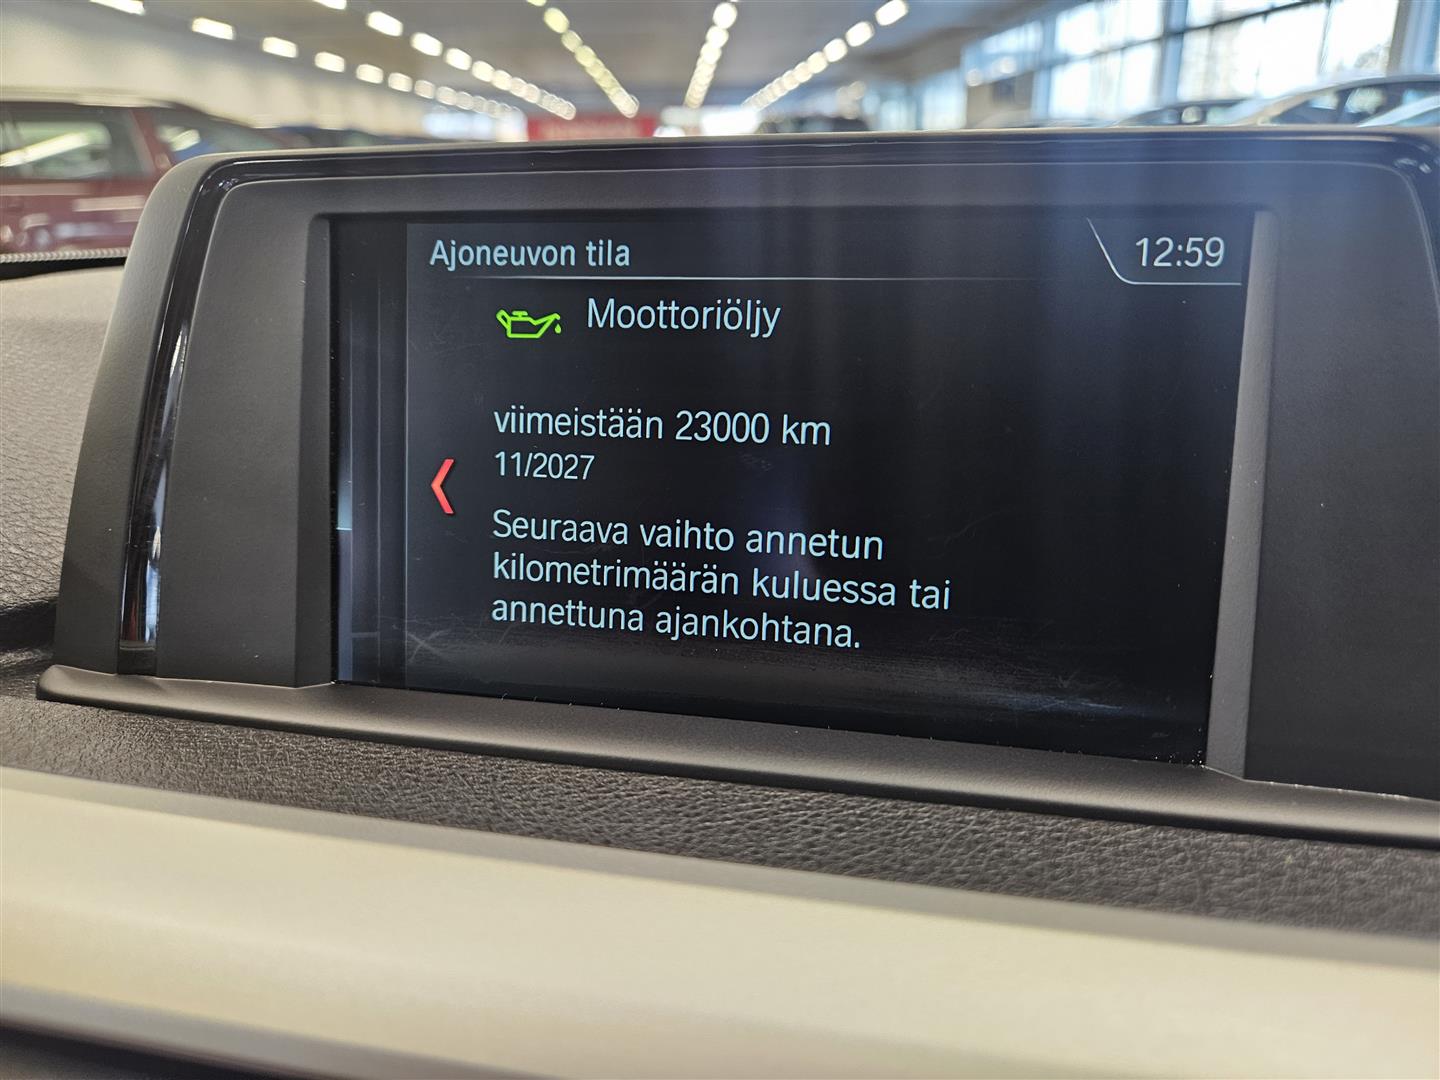 Ajoneuvon tila
12:59
Moottoriöljy
viimeistään 23000 km
11/2027
Seuraava vaihto annetun
kilometrimäärän kuluessa tai
annettuna ajankohtana.